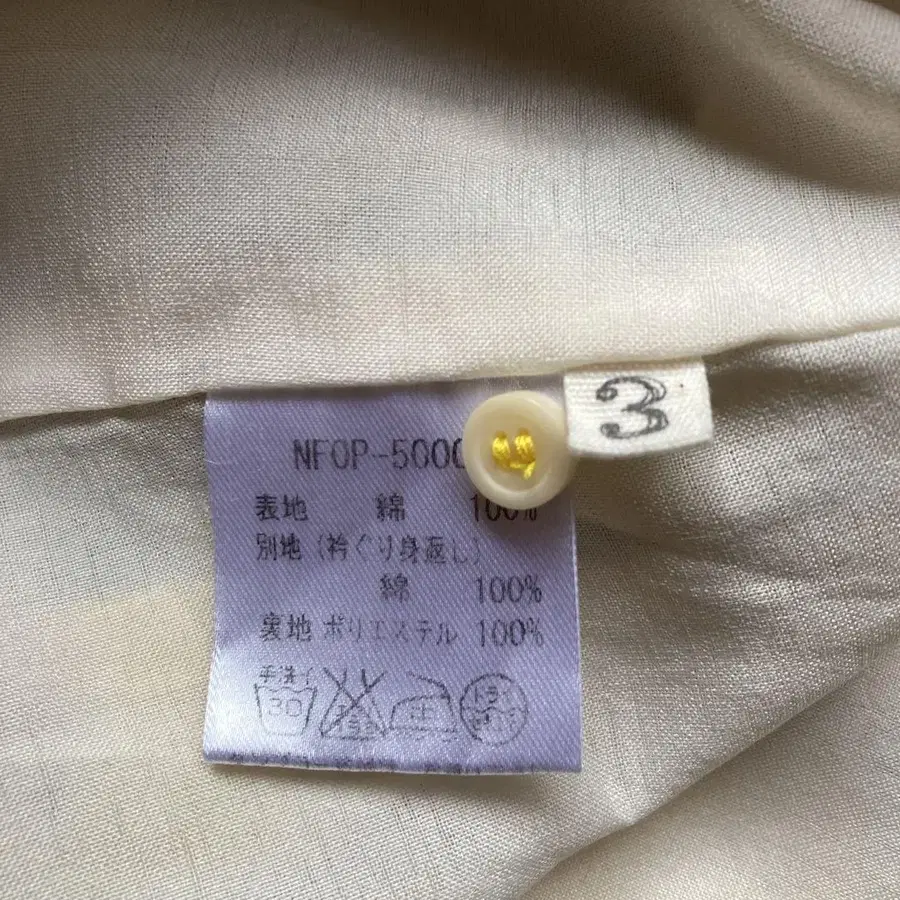 NFOP-5000
3
表地 綿 100%
別地(衿ぐり身返し)
綿 100%
裏地 ポリエステル 100%
手洗イ
30